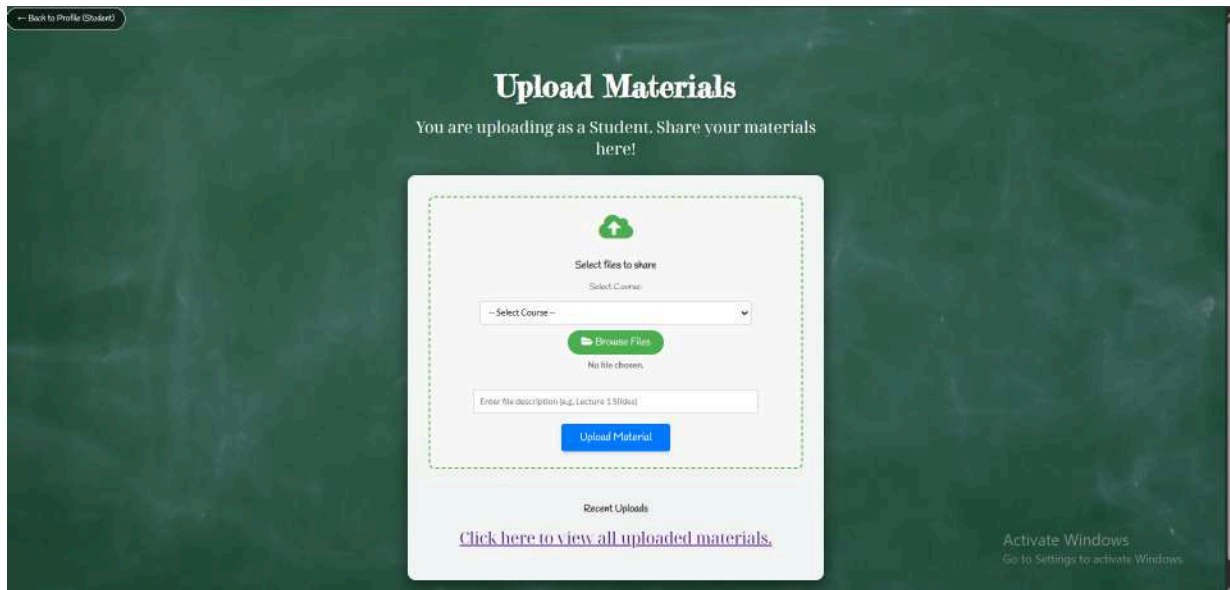 ← Back to Profile (Student)
Upload Materials
You are uploading as a Student. Share your materials
here!
Select files to share
Select Course:
-- Select Course --
Browse Files
No file chosen.
Enter file description (e.g., Lecture 1 Slides)
Upload Material
Recent Uploads
Click here to view all uploaded materials.
Activate Windows
Go to Settings to activate Windows.